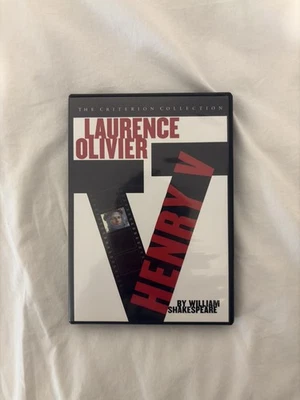 THE CRITERION COLLECTION
LAURENCE
OLIVIER
HENRY V
BY WILLIAM
SHAKESPEARE